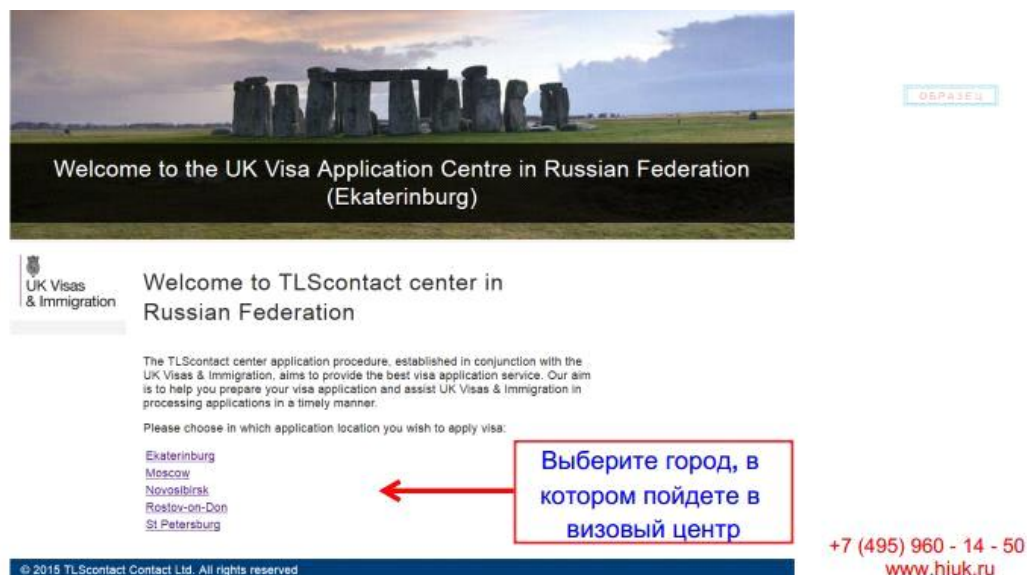 ОБРАЗЕЦ
Welcome to the UK Visa Application Centre in Russian Federation
(Ekaterinburg)
UK Visas
& Immigration
Welcome to TLScontact center in
Russian Federation
The TLScontact center application procedure, established in conjunction with the
UK Visas & Immigration, aims to provide the best visa application service. Our aim
is to help you prepare your visa application and assist UK Visas & Immigration in
processing applications in a timely manner.
Please choose in which application location you wish to apply visa:
Ekaterinburg
Moscow
Novosibirsk
Rostov-on-Don
St Petersburg
Выберите город, в
котором пойдете в
визовый центр
+7 (495) 960 - 14 - 50
www.hiuk.ru
© 2015 TLScontact Contact Ltd. All rights reserved